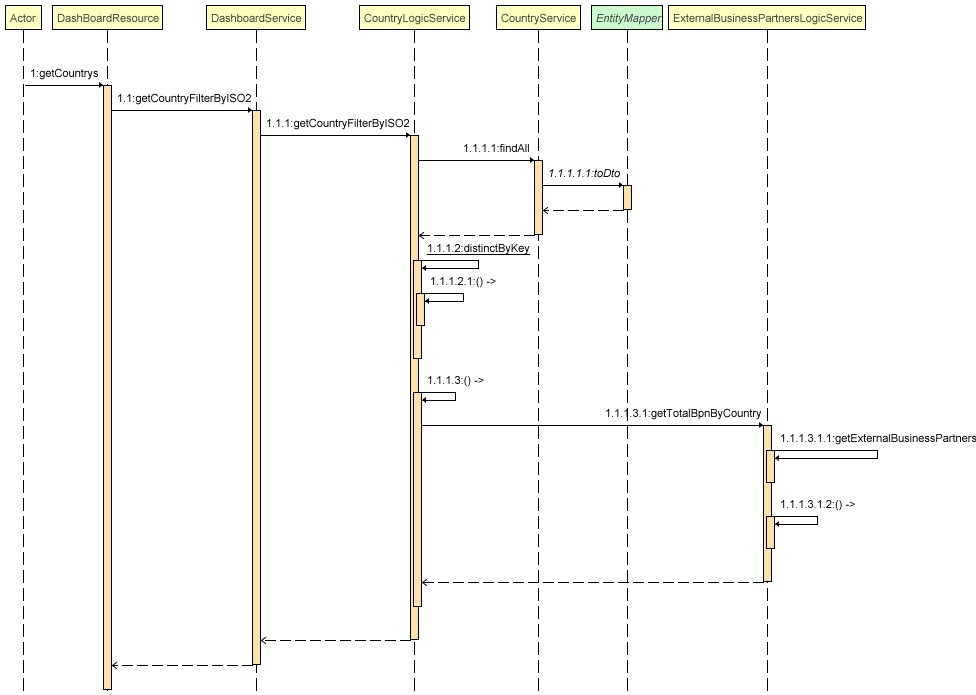 Actor DashBoardResource DashboardService CountryLogicService CountryService EntityMapper ExternalBusinessPartnersLogicService
1:getCountrys
1.1:getCountryFilterByISO2
1.1.1:getCountryFilterByISO2
1.1.1.1:findAll
1.1.1.1.1:toDto
1.1.1.2:distinctByKey
1.1.1.2.1:() ->
1.1.1.3:() ->
1.1.1.3.1:getTotalBpnByCountry
1.1.1.3.1.1:getExternalBusinessPartners
1.1.1.3.1.2:() ->